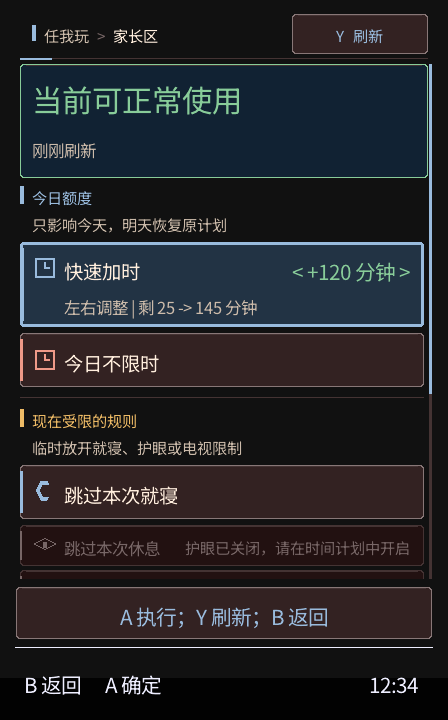 任我玩 > 家长区
Y 刷新
当前可正常使用
刚刚刷新
今日额度
只影响今天，明天恢复原计划
快速加时 < +120 分钟 >
左右调整 | 剩 25 -> 145 分钟
今日不限时
现在受限的规则
临时放开就寝、护眼或电视限制
跳过本次就寝
跳过本次休息 护眼已关闭，请在时间计划中开启
A 执行；Y 刷新；B 返回
B 返回 A 确定 12:34